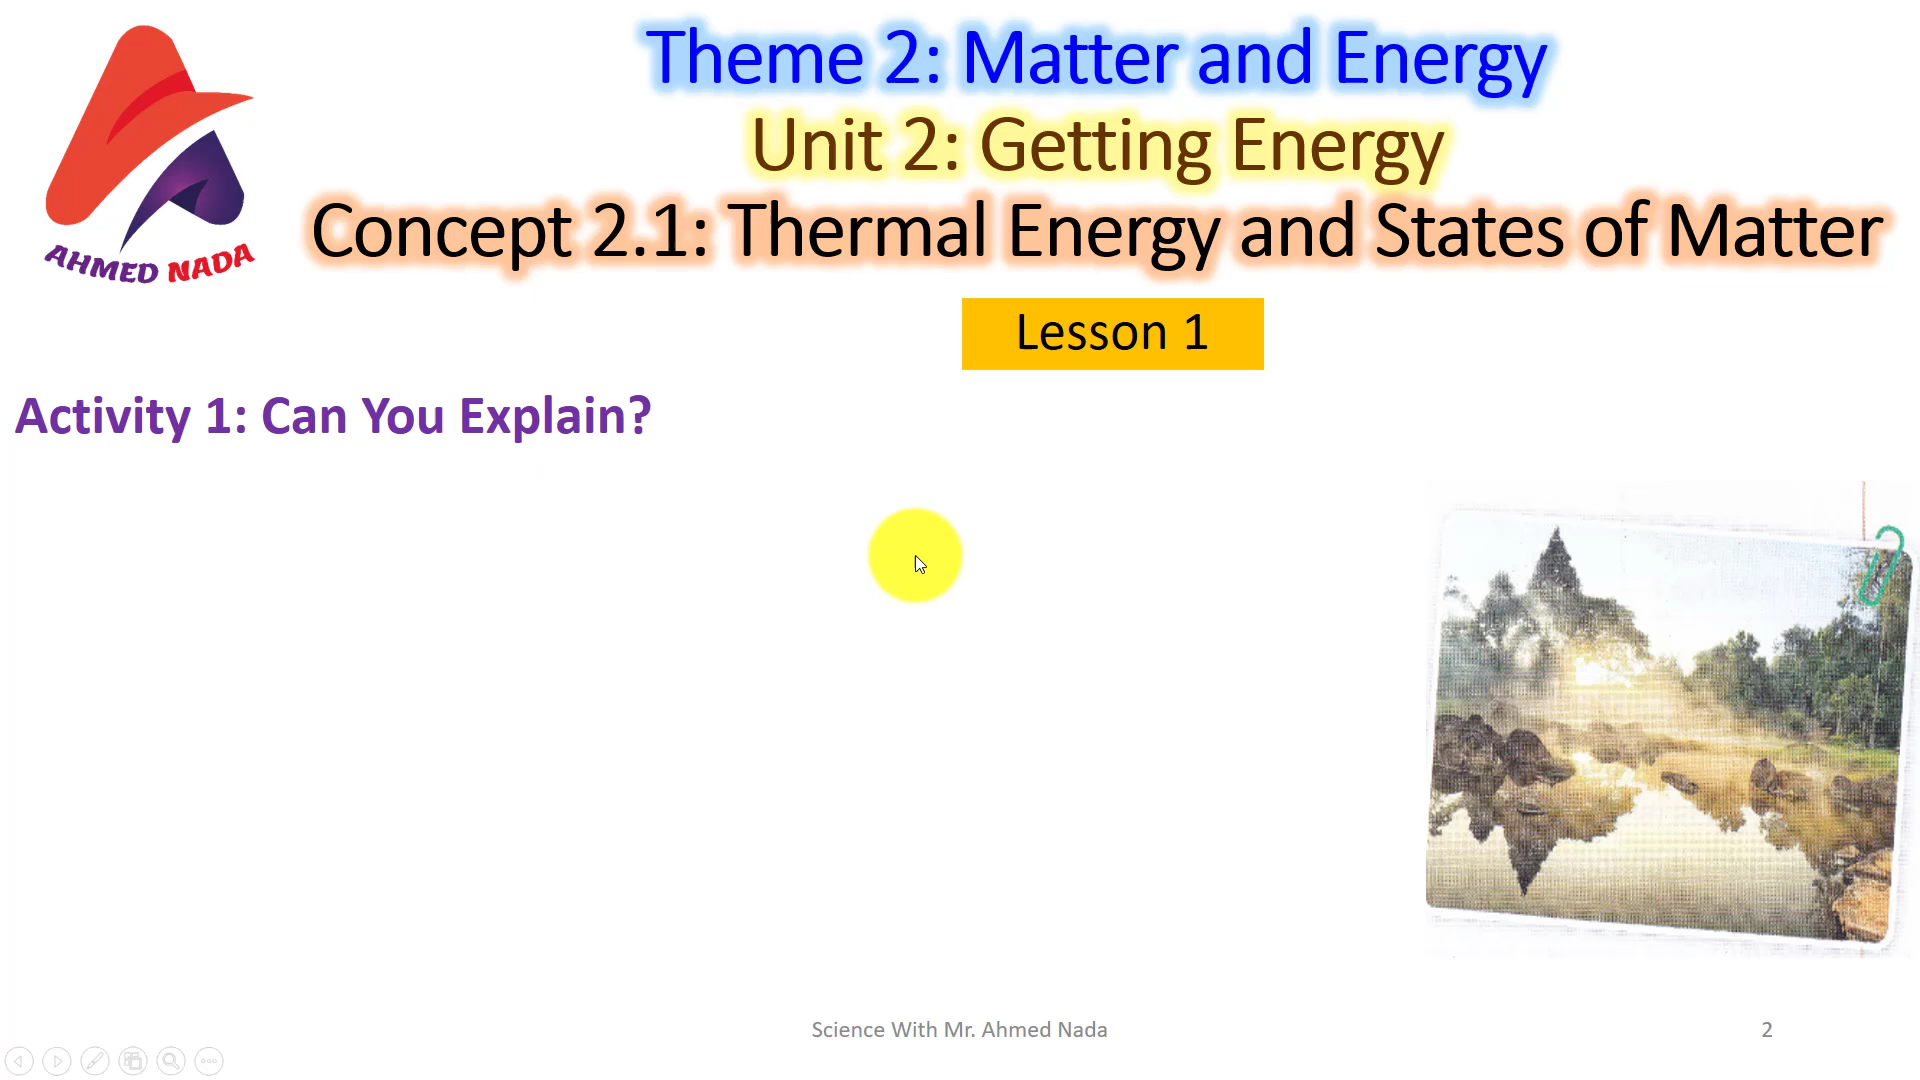 Theme 2: Matter and Energy
Unit 2: Getting Energy
Concept 2.1: Thermal Energy and States of Matter
AHMED NADA
Lesson 1
Activity 1: Can You Explain?
Science With Mr. Ahmed Nada
2